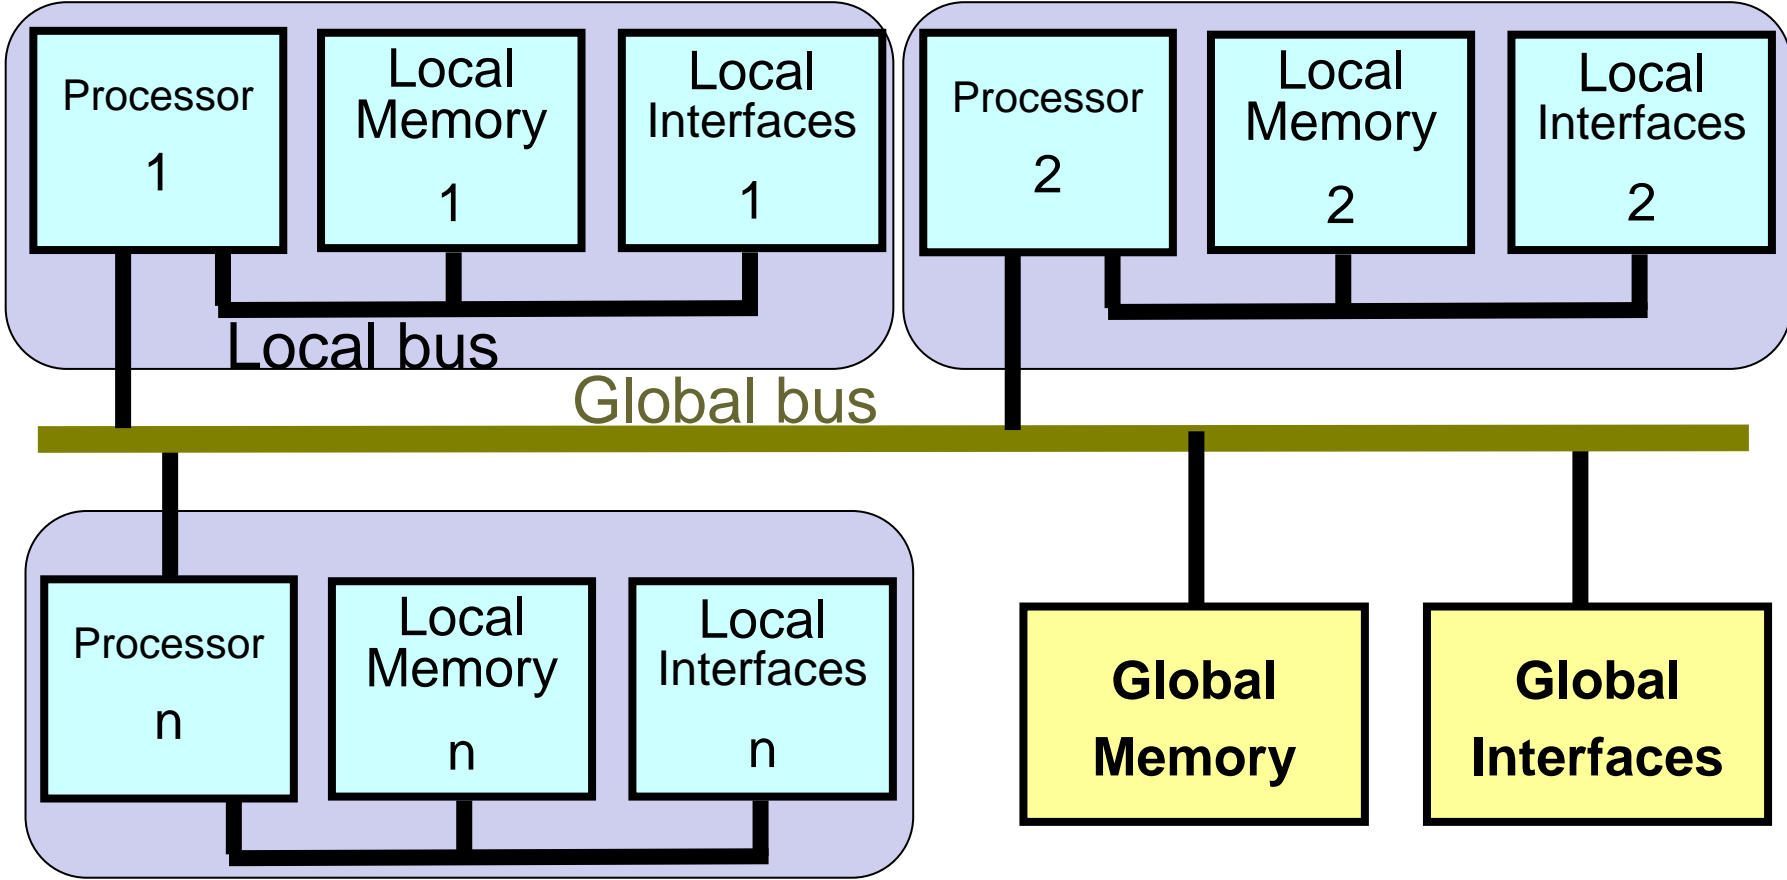 Processor
1
Local
Memory
1
Local
Interfaces
1
Processor
2
Local
Memory
2
Local
Interfaces
2
Local bus
Global bus
Processor
n
Local
Memory
n
Local
Interfaces
n
Global
Memory
Global
Interfaces